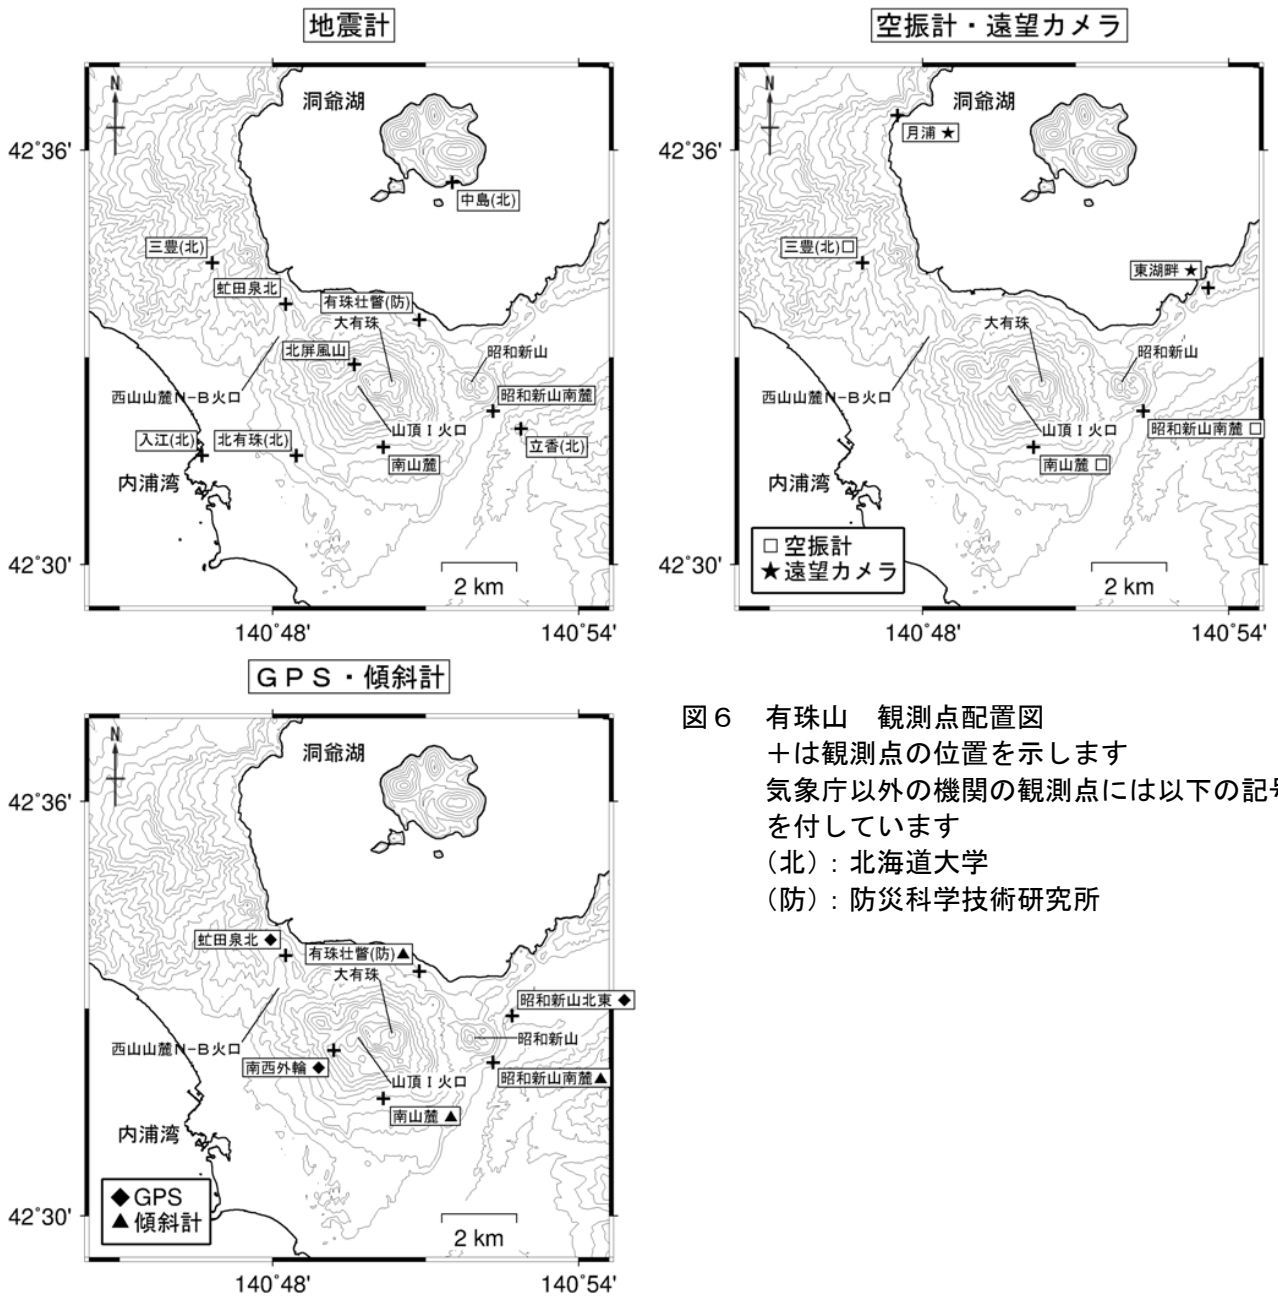 地震計
N
洞爺湖
42°36'
中島(北)
三豊(北)
虻田泉北
有珠壮瞥(防)
大有珠
北屏風山
昭和新山
西山山麓N-B火口
昭和新山南麓
山頂I火口
入江(北)
北有珠(北)
立香(北)
南山麓
内浦湾
42°30'
2 km
140°48'
140°54'
空振計・遠望カメラ
N
洞爺湖
月浦 ★
42°36'
三豊(北)□
東湖畔 ★
大有珠
昭和新山
西山山麓N-B火口
山頂I火口
昭和新山南麓 □
南山麓 □
内浦湾
□ 空振計
★ 遠望カメラ
42°30'
2 km
140°48'
140°54'
GPS・傾斜計
N
洞爺湖
42°36'
虻田泉北 ◆
有珠壮瞥(防)▲
大有珠
昭和新山北東 ◆
昭和新山
西山山麓N-B火口
南西外輪 ◆
昭和新山南麓▲
山頂I火口
南山麓 ▲
内浦湾
◆GPS
▲傾斜計
42°30'
2 km
140°48'
140°54'
図6 有珠山 観測点配置図
＋は観測点の位置を示します
気象庁以外の機関の観測点には以下の記号
を付しています
(北)：北海道大学
(防)：防災科学技術研究所